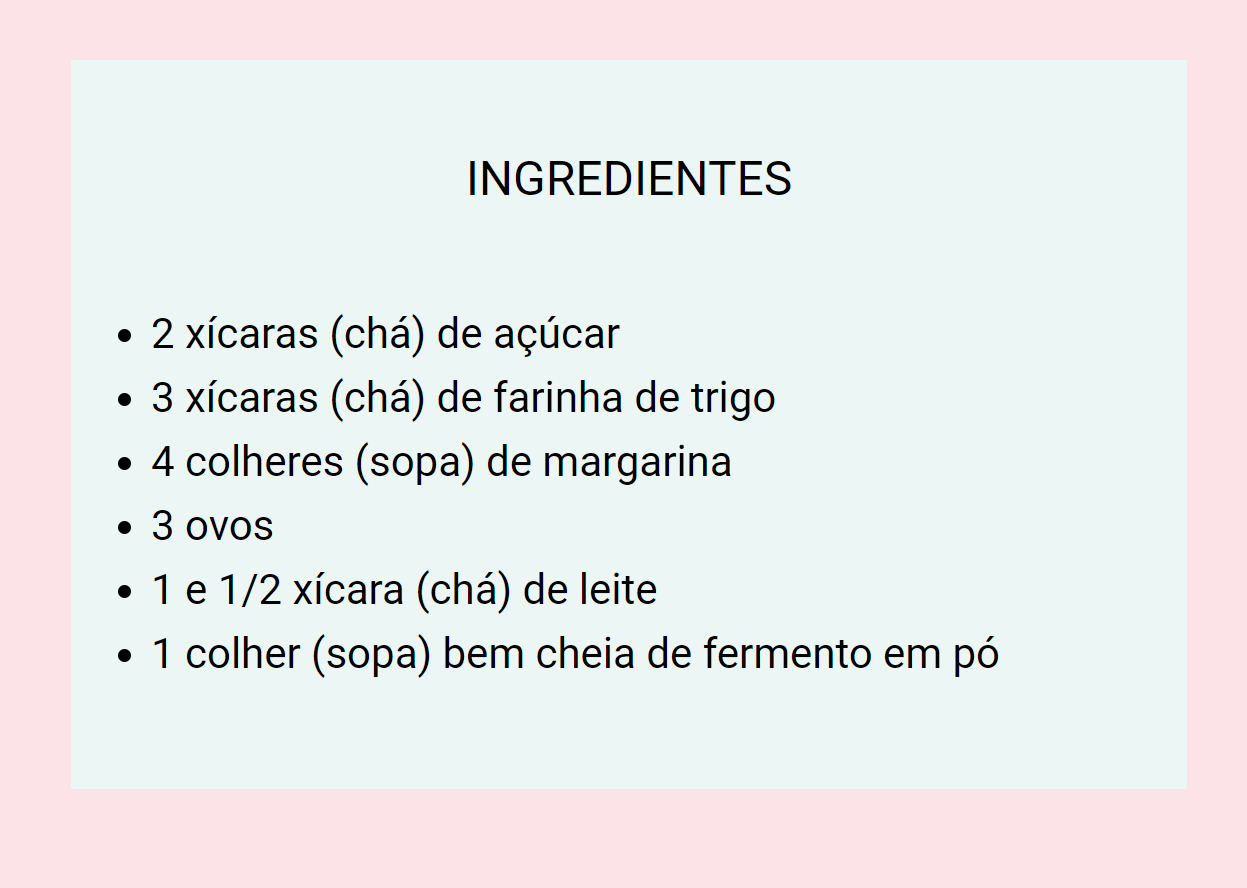 INGREDIENTES
• 2 xícaras (chá) de açúcar
• 3 xícaras (chá) de farinha de trigo
• 4 colheres (sopa) de margarina
• 3 ovos
• 1 e 1/2 xícara (chá) de leite
• 1 colher (sopa) bem cheia de fermento em pó